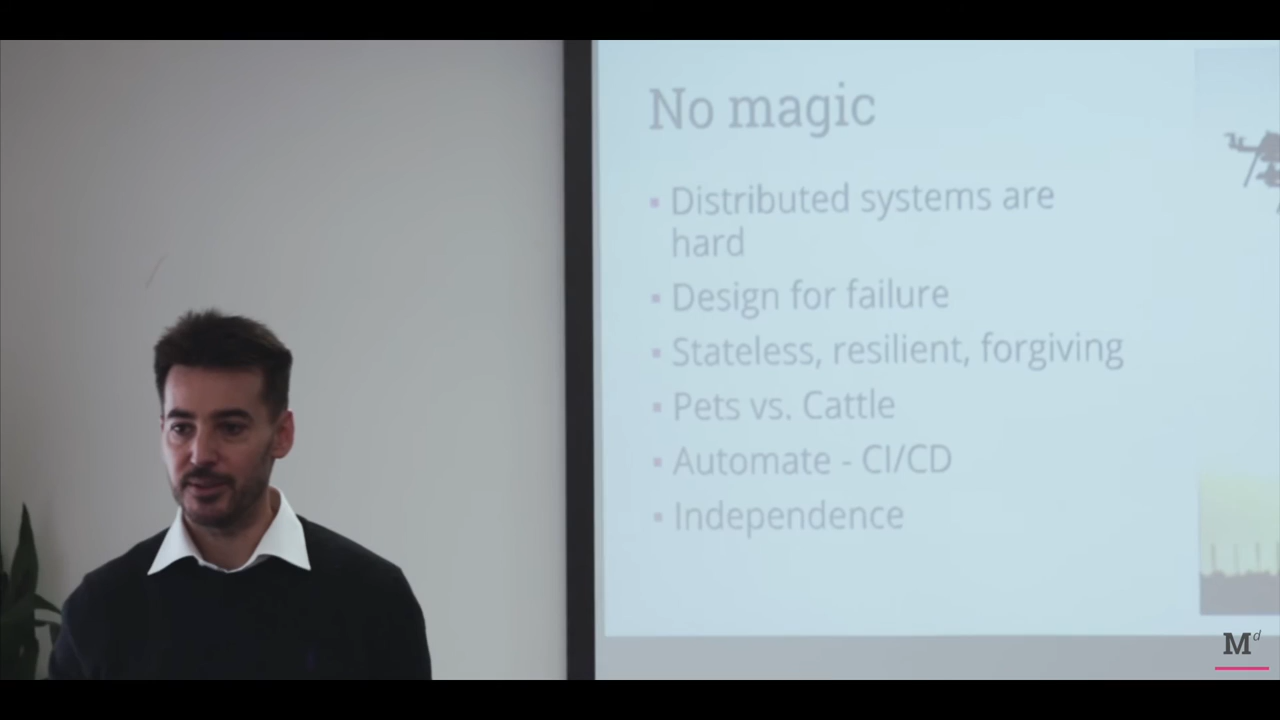 No magic
Distributed systems are
hard
Design for failure
Stateless, resilient, forgiving
Pets vs. Cattle
Automate - CI/CD
Independence
Md